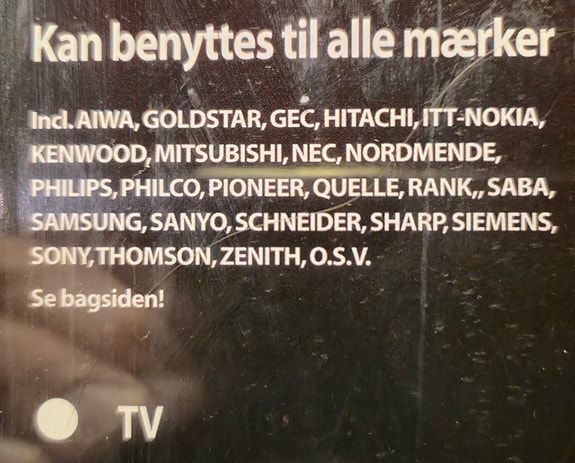 Kan benyttes til alle mærker
Incl. AIWA, GOLDSTAR, GEC, HITACHI, ITT-NOKIA,
KENWOOD, MITSUBISHI, NEC, NORDMENDE,
PHILIPS, PHILCO, PIONEER, QUELLE, RANK,, SABA,
SAMSUNG, SANYO, SCHNEIDER, SHARP, SIEMENS,
SONY, THOMSON, ZENITH, O.S.V.
Se bagsiden!
TV